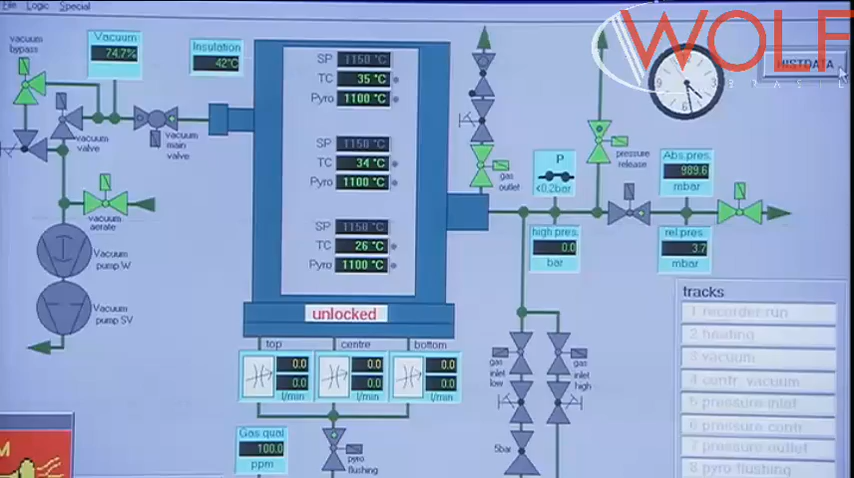 File Logic Special
WOLF
BRASIL
HISTDATA
vacuum
bypass
Vacuum
74.7%
Insulation
42°C
SP 1150 °C
TC 35 °C
Pyro 1100 °C
SP 1150 °C
TC 34 °C
Pyro 1100 °C
SP 1150 °C
TC 26 °C
Pyro 1100 °C
unlocked
vacuum
valve
vacuum
main
valve
vacuum
aerate
Vacuum
pump W
Vacuum
pump SV
gas
outlet
P
<0.2bar
pressure
release
Abs.pres.
989.6
mbar
high pres.
0.0
bar
rel.pres.
3.7
mbar
top centre bottom
0.0 0.0 0.0
0.0 0.0 0.0
l/min l/min l/min
gas
inlet
low
gas
inlet
high
5bar
Gas qual
100.0
ppm
pyro
flushing
tracks
1 recorder run
2 heating
3 vacuum
4 contr. vacuum
5 pressure inlet
6 pressure contr
7 pressure outlet
8 pyro flushing
M